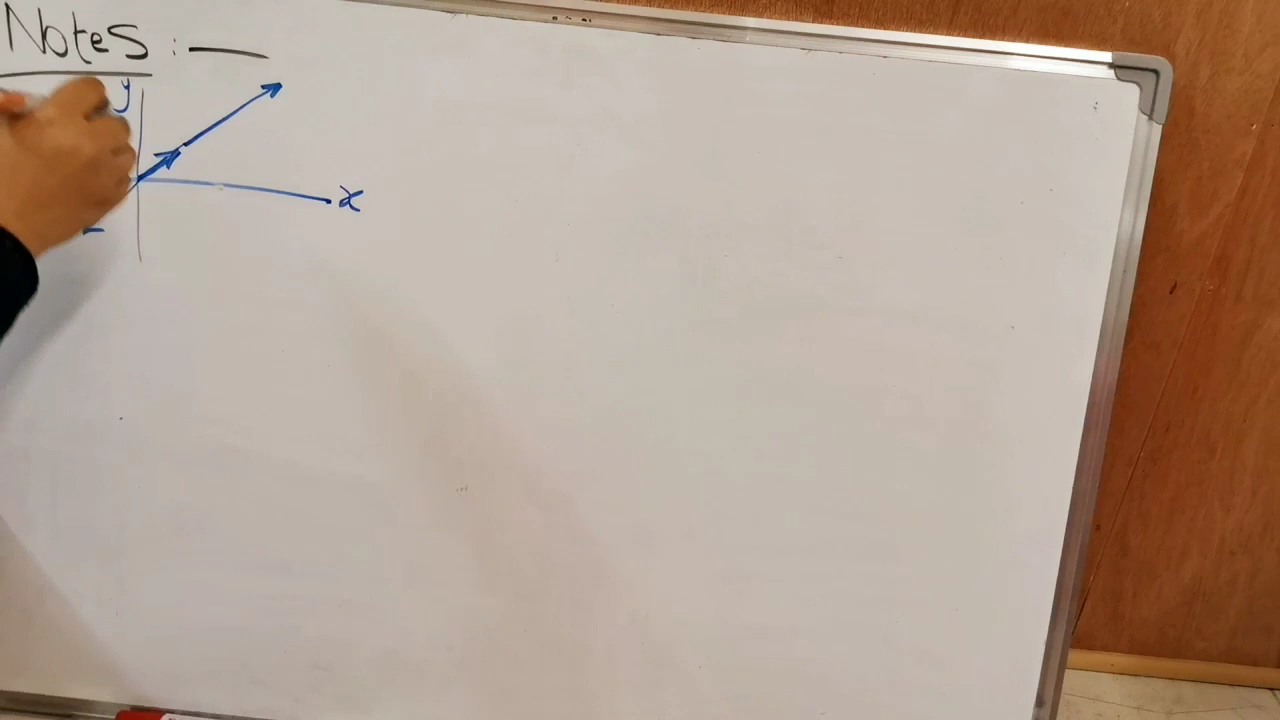 Notes : —
y
x